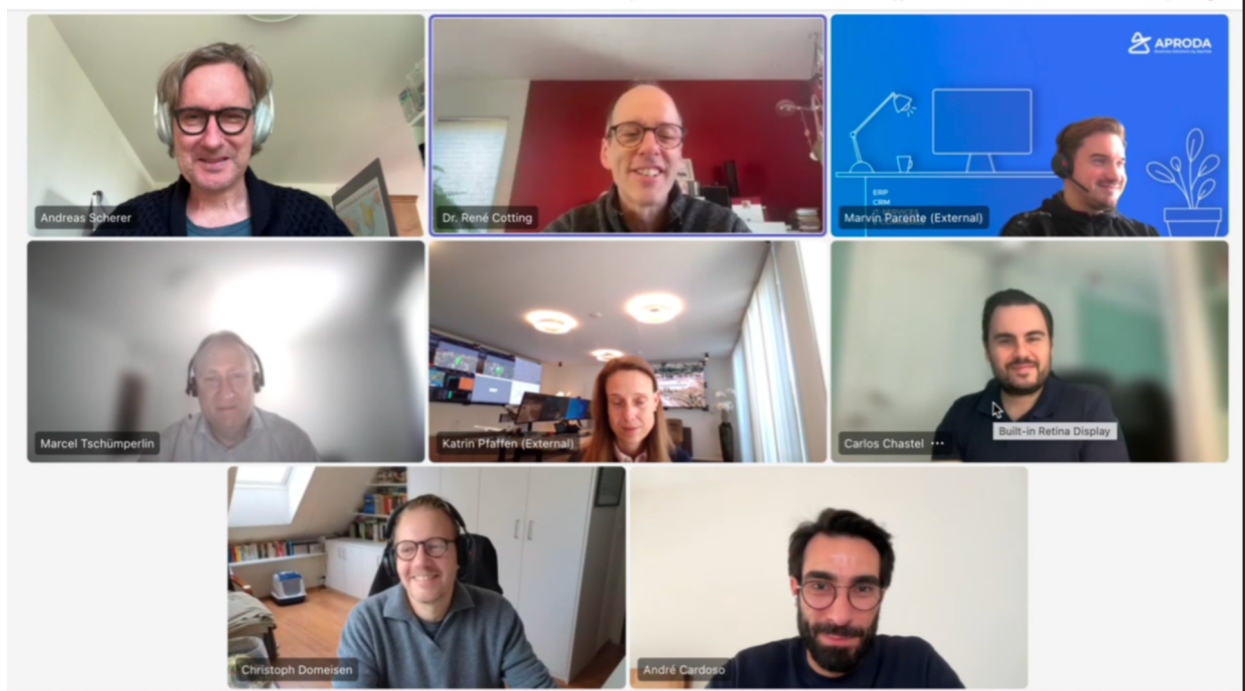 APRODA
ERP
CRM
Andreas Scherer
Dr. René Cotting
Marvin Parente (External)
Marcel Tschümperlin
Katrin Pfaffen (External)
Carlos Chastel ···
Built-in Retina Display
Christoph Domeisen
André Cardoso